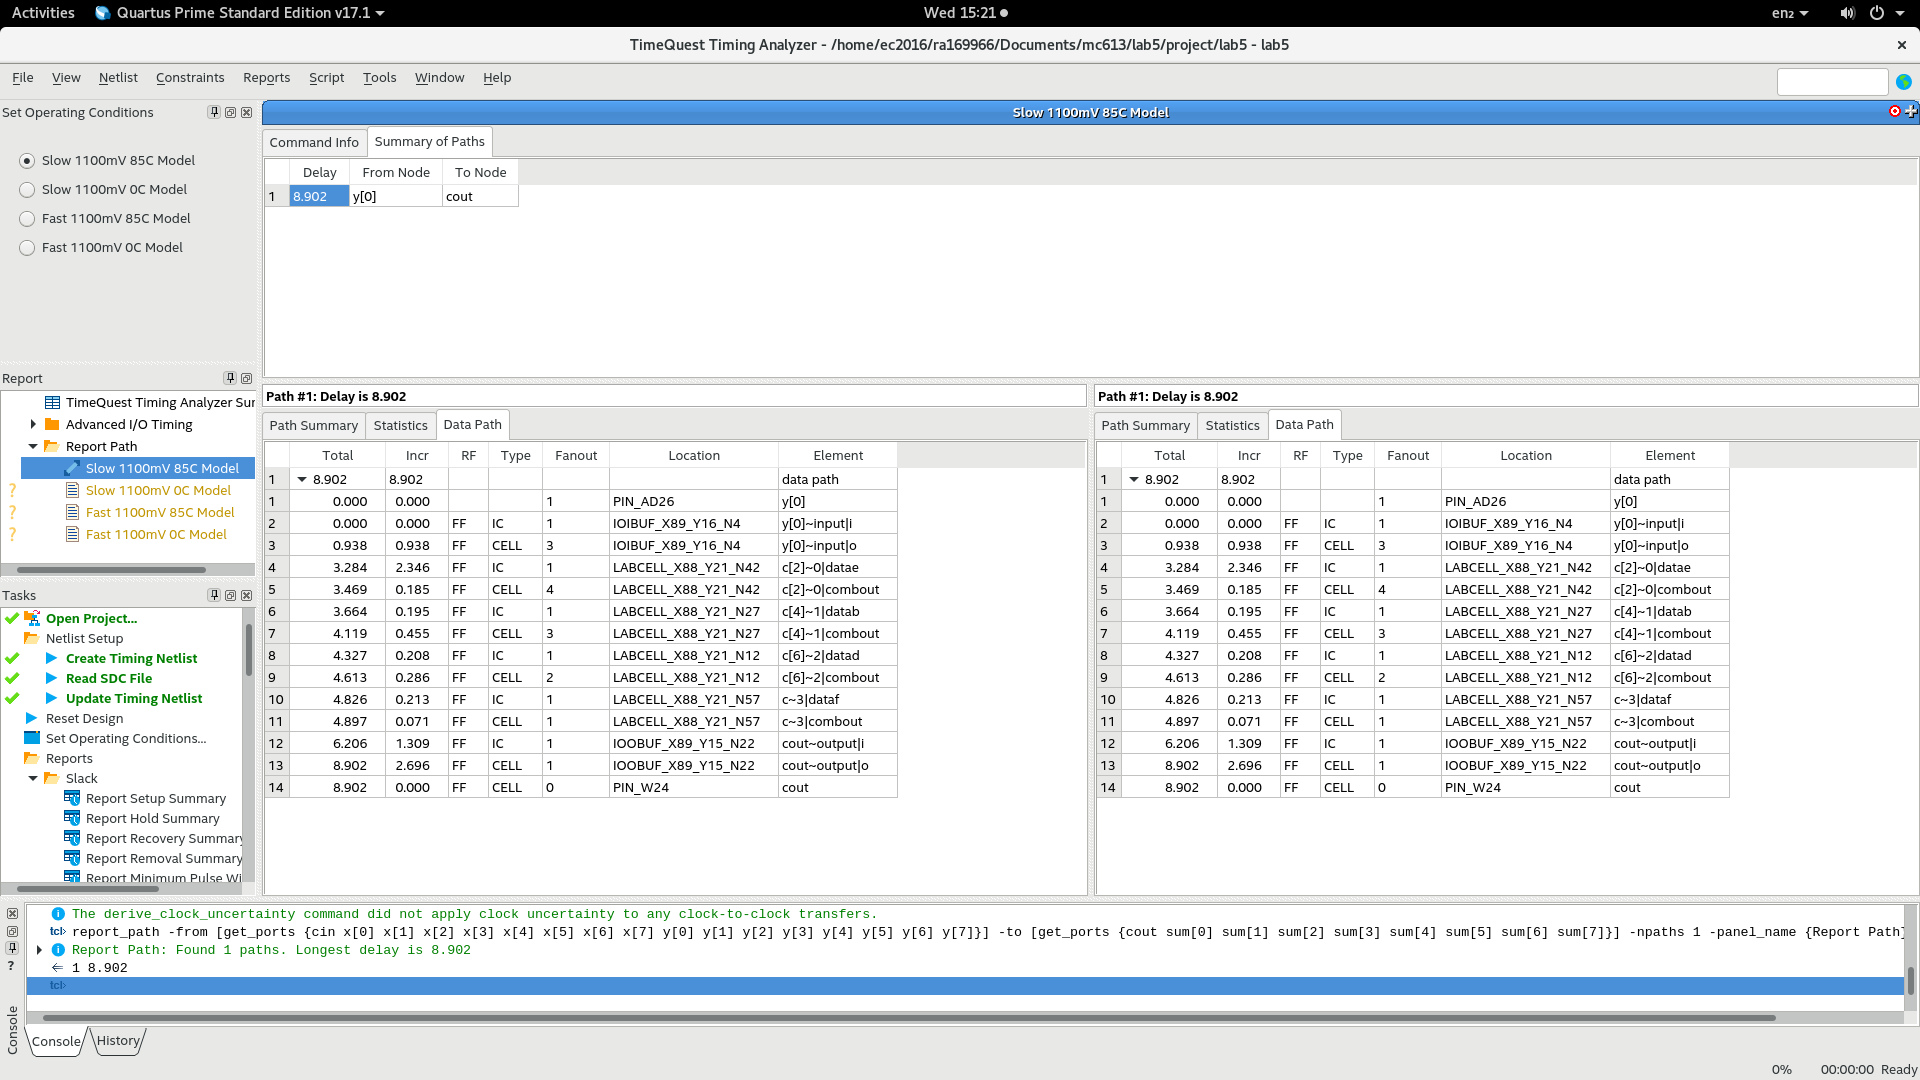 Activities Quartus Prime Standard Edition v17.1 Wed 15:21 en₂
TimeQuest Timing Analyzer - /home/ec2016/ra169966/Documents/mc613/lab5/project/lab5 - lab5
File View Netlist Constraints Reports Script Tools Window Help
Set Operating Conditions
Slow 1100mV 85C Model
Slow 1100mV 0C Model
Fast 1100mV 85C Model
Fast 1100mV 0C Model
Report
TimeQuest Timing Analyzer Sur
Advanced I/O Timing
Report Path
Slow 1100mV 85C Model
? Slow 1100mV 0C Model
? Fast 1100mV 85C Model
? Fast 1100mV 0C Model
Tasks
Open Project...
Netlist Setup
Create Timing Netlist
Read SDC File
Update Timing Netlist
Reset Design
Set Operating Conditions...
Reports
Slack
Report Setup Summary
Report Hold Summary
Report Recovery Summary
Report Removal Summary
Report Minimum Pulse Wi
Slow 1100mV 85C Model
Command Info Summary of Paths
Delay From Node To Node
1 8.902 y[0] cout
Path #1: Delay is 8.902
Path Summary Statistics Data Path
Total Incr RF Type Fanout Location Element
1 8.902 8.902 data path
1 0.000 0.000 1 PIN_AD26 y[0]
2 0.000 0.000 FF IC 1 IOIBUF_X89_Y16_N4 y[0]~input|i
3 0.938 0.938 FF CELL 3 IOIBUF_X89_Y16_N4 y[0]~input|o
4 3.284 2.346 FF IC 1 LABCELL_X88_Y21_N42 c[2]~0|datae
5 3.469 0.185 FF CELL 4 LABCELL_X88_Y21_N42 c[2]~0|combout
6 3.664 0.195 FF IC 1 LABCELL_X88_Y21_N27 c[4]~1|datab
7 4.119 0.455 FF CELL 3 LABCELL_X88_Y21_N27 c[4]~1|combout
8 4.327 0.208 FF IC 1 LABCELL_X88_Y21_N12 c[6]~2|datad
9 4.613 0.286 FF CELL 2 LABCELL_X88_Y21_N12 c[6]~2|combout
10 4.826 0.213 FF IC 1 LABCELL_X88_Y21_N57 c~3|dataf
11 4.897 0.071 FF CELL 1 LABCELL_X88_Y21_N57 c~3|combout
12 6.206 1.309 FF IC 1 IOOBUF_X89_Y15_N22 cout~output|i
13 8.902 2.696 FF CELL 1 IOOBUF_X89_Y15_N22 cout~output|o
14 8.902 0.000 FF CELL 0 PIN_W24 cout
Path #1: Delay is 8.902
Path Summary Statistics Data Path
Total Incr RF Type Fanout Location Element
1 8.902 8.902 data path
1 0.000 0.000 1 PIN_AD26 y[0]
2 0.000 0.000 FF IC 1 IOIBUF_X89_Y16_N4 y[0]~input|i
3 0.938 0.938 FF CELL 3 IOIBUF_X89_Y16_N4 y[0]~input|o
4 3.284 2.346 FF IC 1 LABCELL_X88_Y21_N42 c[2]~0|datae
5 3.469 0.185 FF CELL 4 LABCELL_X88_Y21_N42 c[2]~0|combout
6 3.664 0.195 FF IC 1 LABCELL_X88_Y21_N27 c[4]~1|datab
7 4.119 0.455 FF CELL 3 LABCELL_X88_Y21_N27 c[4]~1|combout
8 4.327 0.208 FF IC 1 LABCELL_X88_Y21_N12 c[6]~2|datad
9 4.613 0.286 FF CELL 2 LABCELL_X88_Y21_N12 c[6]~2|combout
10 4.826 0.213 FF IC 1 LABCELL_X88_Y21_N57 c~3|dataf
11 4.897 0.071 FF CELL 1 LABCELL_X88_Y21_N57 c~3|combout
12 6.206 1.309 FF IC 1 IOOBUF_X89_Y15_N22 cout~output|i
13 8.902 2.696 FF CELL 1 IOOBUF_X89_Y15_N22 cout~output|o
14 8.902 0.000 FF CELL 0 PIN_W24 cout
The derive_clock_uncertainty command did not apply clock uncertainty to any clock-to-clock transfers.
tcl> report_path -from [get_ports {cin x[0] x[1] x[2] x[3] x[4] x[5] x[6] x[7] y[0] y[1] y[2] y[3] y[4] y[5] y[6] y[7]}] -to [get_ports {cout sum[0] sum[1] sum[2] sum[3] sum[4] sum[5] sum[6] sum[7]}] -npaths 1 -panel_name {Report Path}
Report Path: Found 1 paths. Longest delay is 8.902
1 8.902
tcl>
?
Console
Console History
0% 00:00:00 Ready